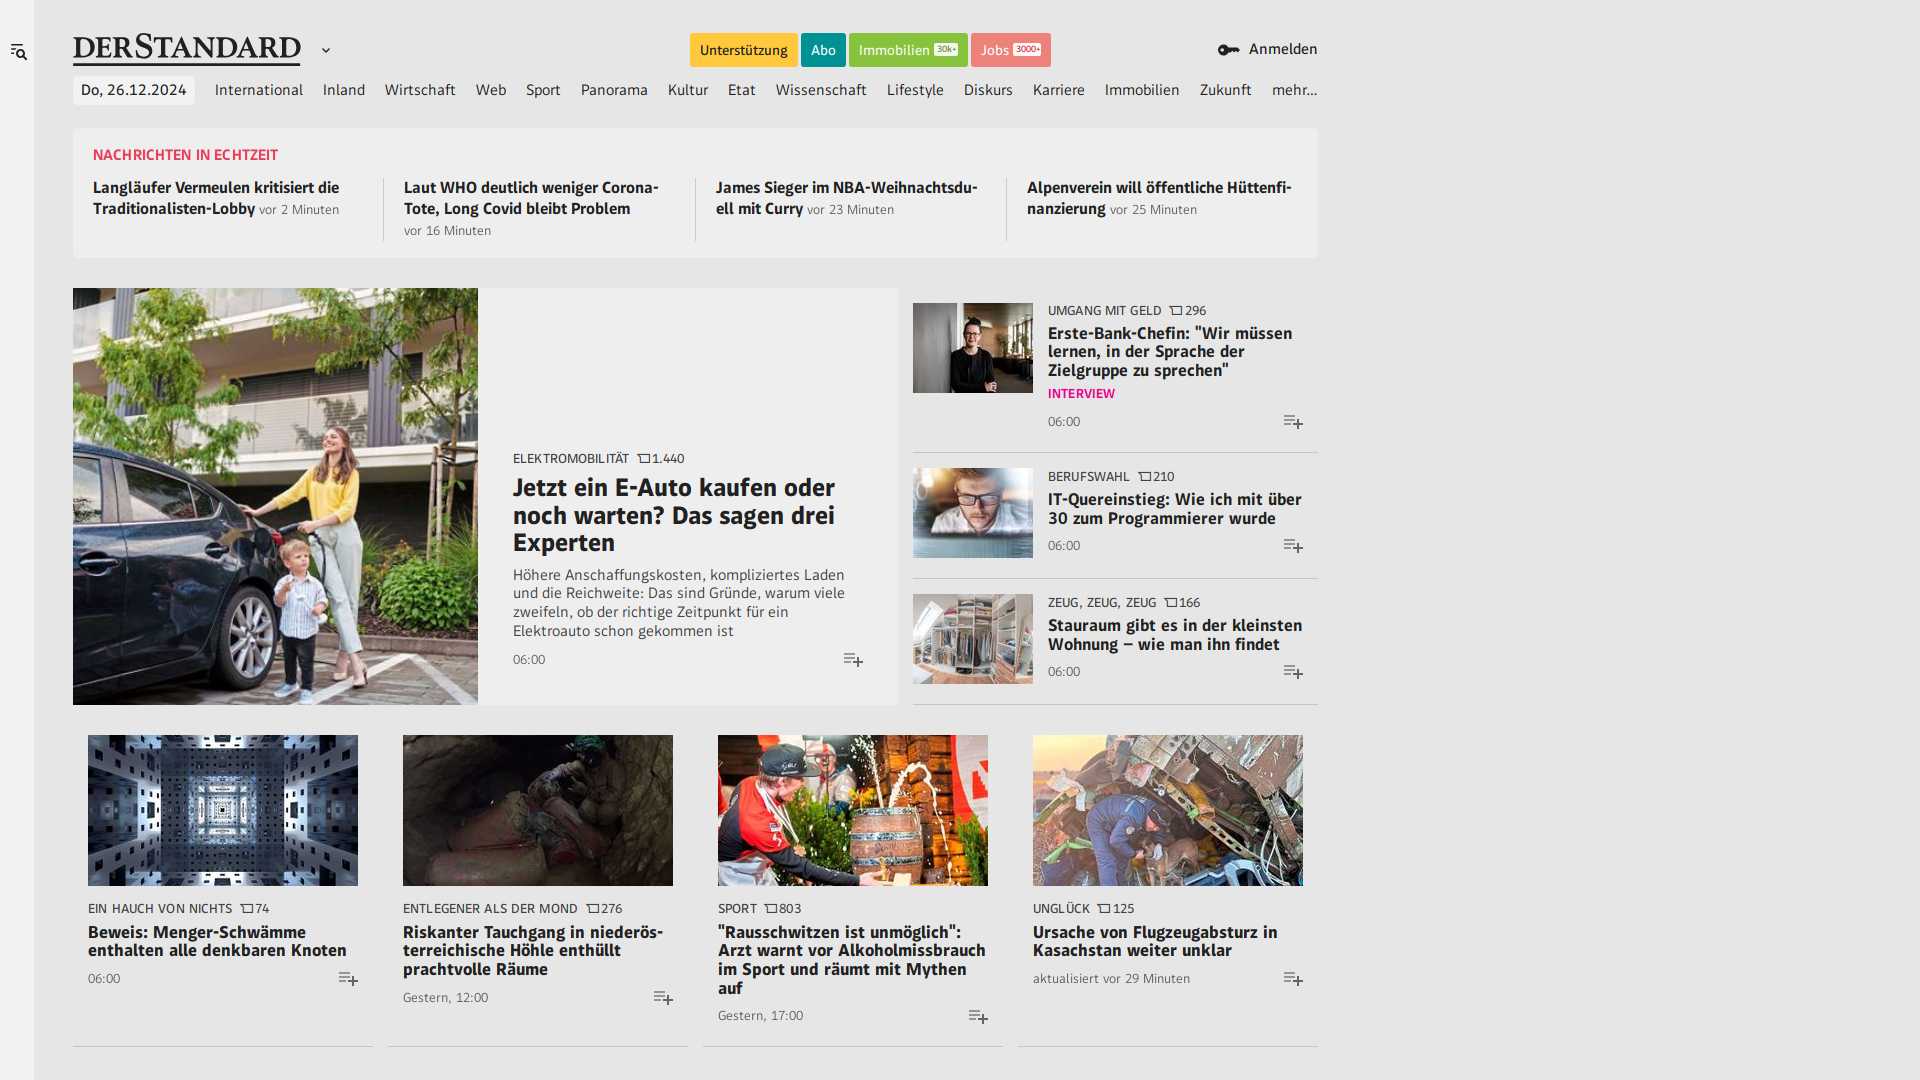 DERSTANDARD
Unterstützung
Abo
Immobilien 30k+
Jobs 3000+
Anmelden
Do, 26.12.2024
International
Inland
Wirtschaft
Web
Sport
Panorama
Kultur
Etat
Wissenschaft
Lifestyle
Diskurs
Karriere
Immobilien
Zukunft
mehr...
NACHRICHTEN IN ECHTZEIT
Langläufer Vermeulen kritisiert die
Traditionalisten-Lobby vor 2 Minuten
Laut WHO deutlich weniger Corona-
Tote, Long Covid bleibt Problem
vor 16 Minuten
James Sieger im NBA-Weihnachtsdu-
ell mit Curry vor 23 Minuten
Alpenverein will öffentliche Hüttenfi-
nanzierung vor 25 Minuten
ELEKTROMOBILITÄT 1.440
Jetzt ein E-Auto kaufen oder
noch warten? Das sagen drei
Experten
Höhere Anschaffungskosten, kompliziertes Laden
und die Reichweite: Das sind Gründe, warum viele
zweifeln, ob der richtige Zeitpunkt für ein
Elektroauto schon gekommen ist
06:00
UMGANG MIT GELD 296
Erste-Bank-Chefin: "Wir müssen
lernen, in der Sprache der
Zielgruppe zu sprechen"
INTERVIEW
06:00
BERUFSWAHL 210
IT-Quereinstieg: Wie ich mit über
30 zum Programmierer wurde
06:00
ZEUG, ZEUG, ZEUG 166
Stauraum gibt es in der kleinsten
Wohnung – wie man ihn findet
06:00
EIN HAUCH VON NICHTS 74
Beweis: Menger-Schwämme
enthalten alle denkbaren Knoten
06:00
ENTLEGENER ALS DER MOND 276
Riskanter Tauchgang in niederös-
terreichische Höhle enthüllt
prachtvolle Räume
Gestern, 12:00
SPORT 803
"Rausschwitzen ist unmöglich":
Arzt warnt vor Alkoholmissbrauch
im Sport und räumt mit Mythen
auf
Gestern, 17:00
UNGLÜCK 125
Ursache von Flugzeugabsturz in
Kasachstan weiter unklar
aktualisiert vor 29 Minuten